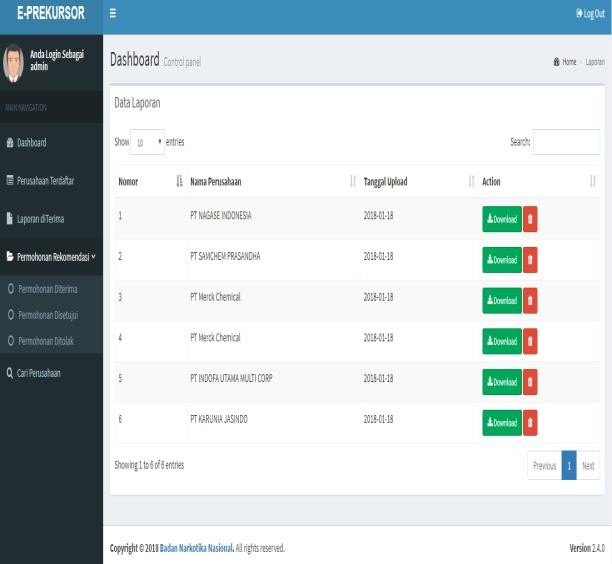 E-PREKURSOR
Log Out
Anda Login Sebagai
admin
Dashboard Control panel
Home > Laporan
MAIN NAVIGATION
Dashboard
Perusahaan Terdaftar
Laporan diTerima
Permohonan Rekomendasi
Permohonan Diterima
Permohonan Disetujui
Permohonan Ditolak
Cari Perusahaan
Data Laporan
Show 10 entries Search:
Nomor Nama Perusahaan Tanggal Upload Action
1 PT NAGASE INDONESIA 2018-01-18 Download
2 PT SAMCHEM PRASANDHA 2018-01-18 Download
3 PT Merck Chemical 2018-01-18 Download
4 PT Merck Chemical 2018-01-18 Download
5 PT INDOFA UTAMA MULTI CORP 2018-01-18 Download
6 PT KARUNIA JASINDO 2018-01-18 Download
Showing 1 to 6 of 6 entries Previous 1 Next
Copyright © 2018 Badan Narkotika Nasional. All rights reserved. Version 2.4.0